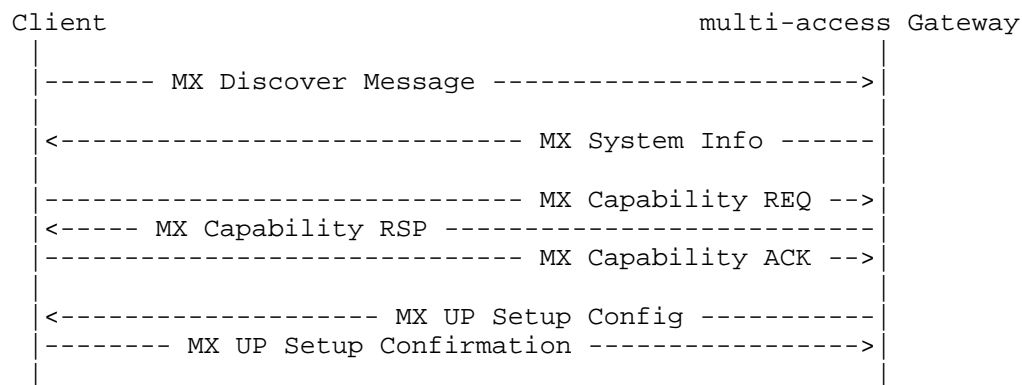 Client multi-access Gateway
|------- MX Discover Message ----------------------->|
|<----------------------------- MX System Info ------|
|------------------------------ MX Capability REQ -->|
|<----- MX Capability RSP ---------------------------|
|------------------------------ MX Capability ACK -->|
|<-------------------- MX UP Setup Config -----------|
|-------- MX UP Setup Confirmation ----------------->|